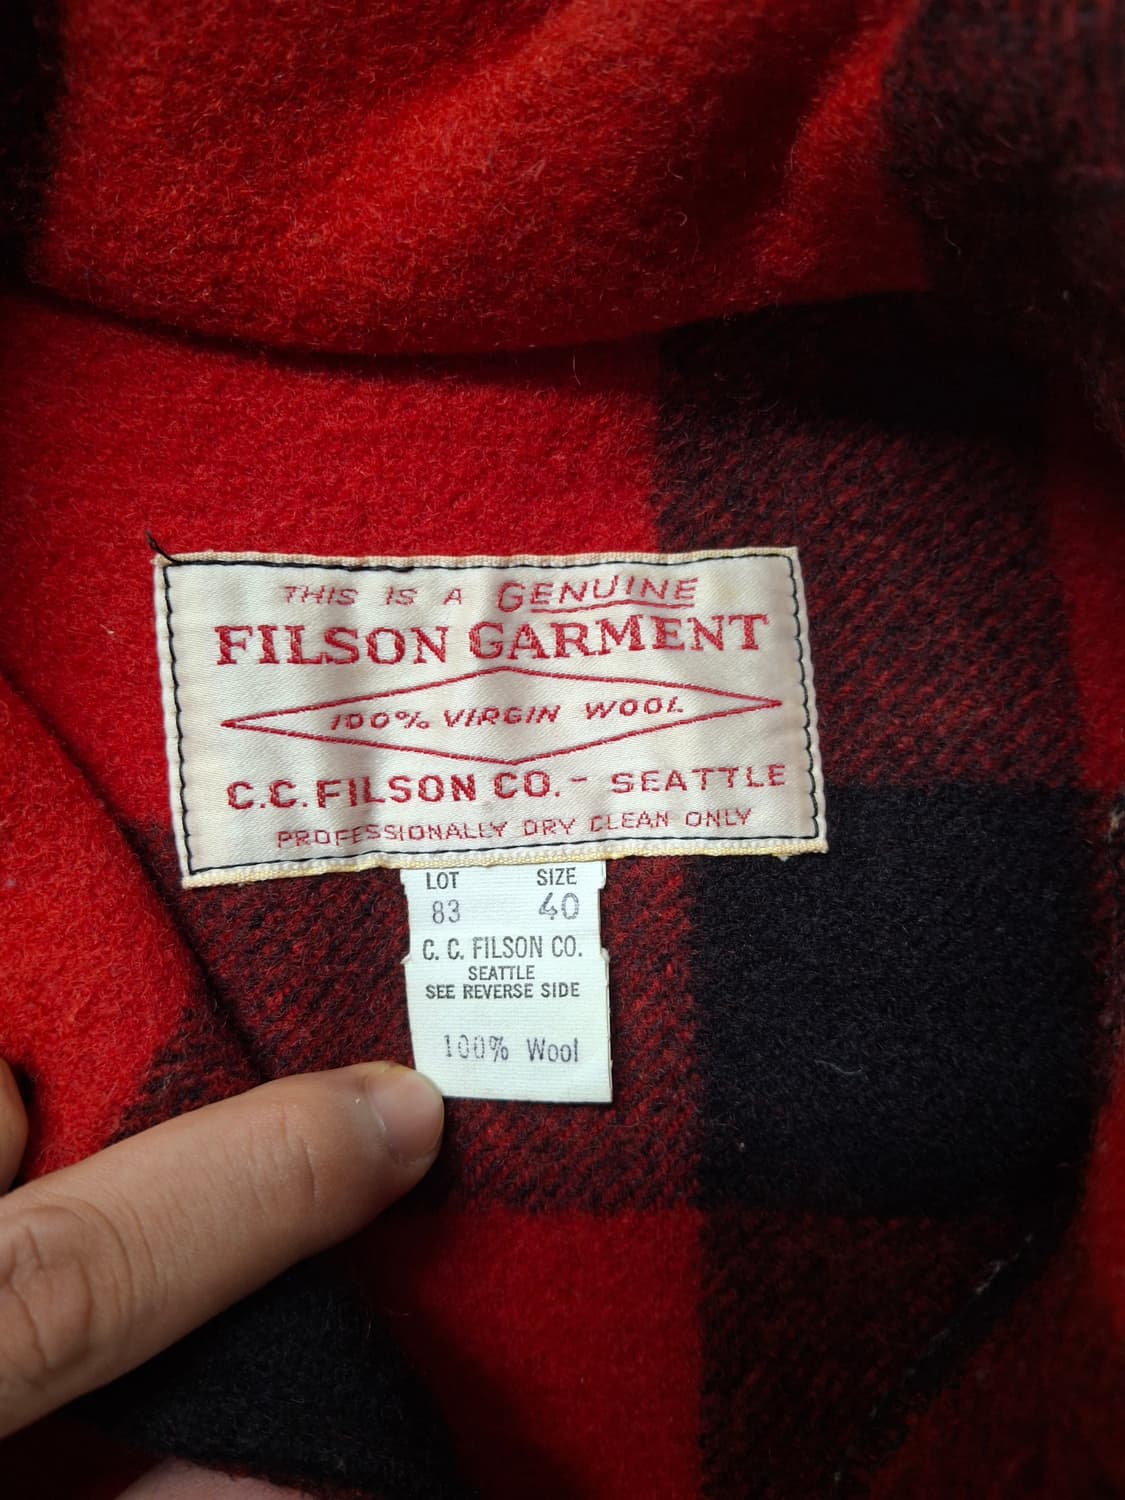 THIS IS A GENUINE
FILSON GARMENT
100% VIRGIN WOOL
C.C. FILSON CO. - SEATTLE
PROFESSIONALLY DRY CLEAN ONLY
LOT SIZE
83 40
C. C. FILSON CO.
SEATTLE
SEE REVERSE SIDE
100% Wool